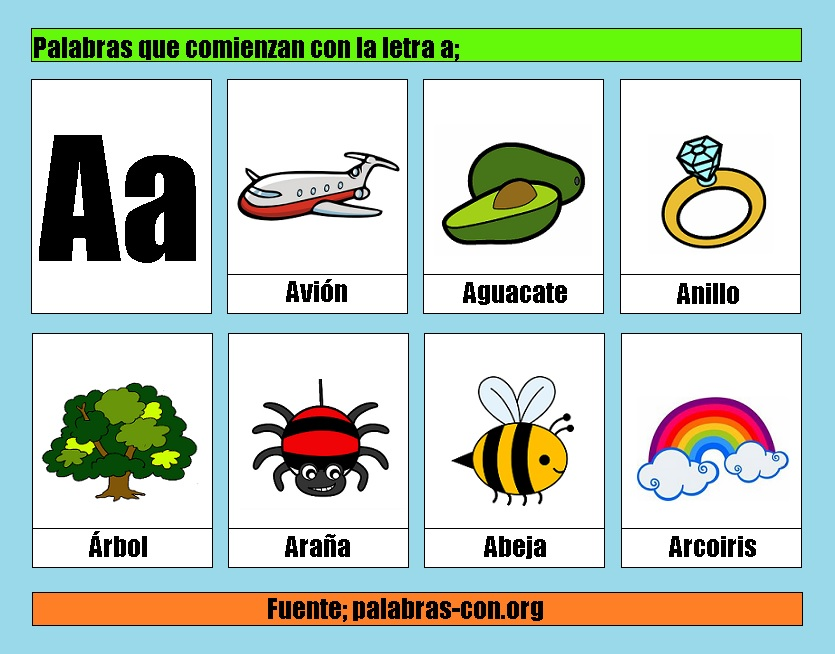 Palabras que comienzan con la letra a;
Aa
Avión
Aguacate
Anillo
Árbol
Araña
Abeja
Arcoiris
Fuente; palabras-con.org